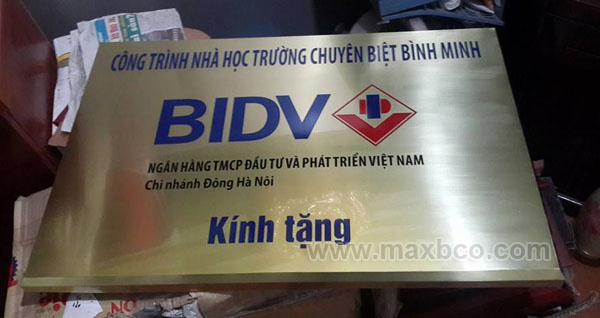 CÔNG TRÌNH NHÀ HỌC TRƯỜNG CHUYÊN BIỆT BÌNH MINH
BIDV
NGÂN HÀNG TMCP ĐẦU TƯ VÀ PHÁT TRIỂN VIỆT NAM
Chi nhánh Đông Hà Nội
Kính tặng
www.maxbco.com
NO